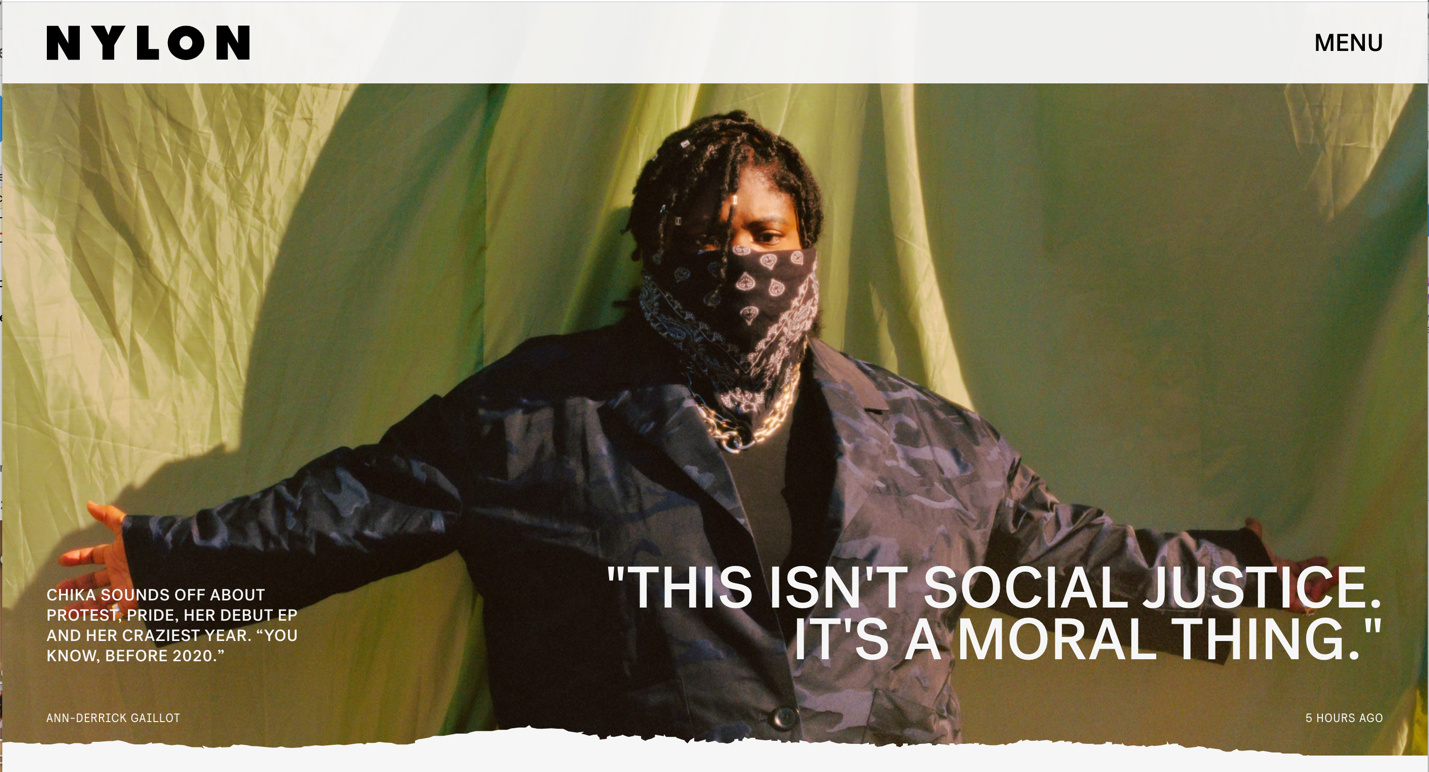 NYLON
MENU
CHIKA SOUNDS OFF ABOUT
PROTEST, PRIDE, HER DEBUT EP
AND HER CRAZIEST YEAR. “YOU
KNOW, BEFORE 2020.”
"THIS ISN'T SOCIAL JUSTICE.
IT'S A MORAL THING."
ANN-DERRICK GAILLOT
5 HOURS AGO